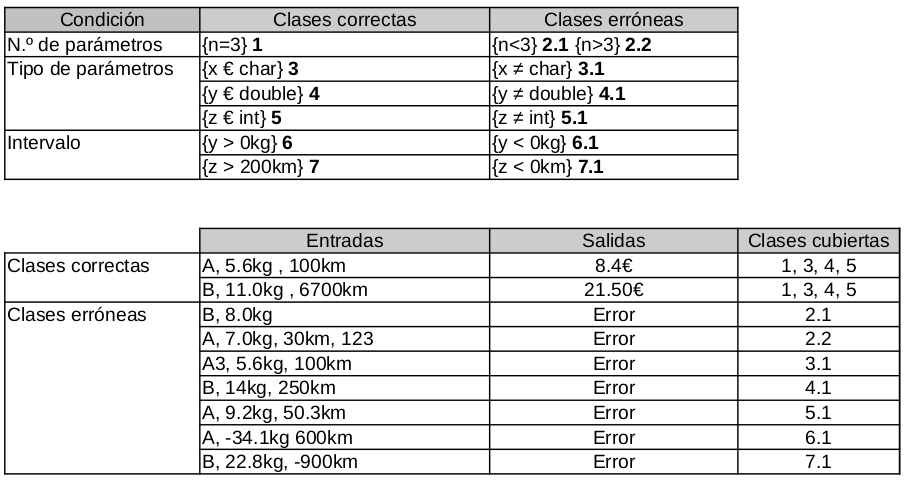 Condición Clases correctas Clases erróneas
N.º de parámetros {n=3} 1 {n<3} 2.1 {n>3} 2.2
Tipo de parámetros {x € char} 3 {x ≠ char} 3.1
{y € double} 4 {y ≠ double} 4.1
{z € int} 5 {z ≠ int} 5.1
Intervalo {y > 0kg} 6 {y < 0kg} 6.1
{z > 200km} 7 {z < 0km} 7.1
Entradas Salidas Clases cubiertas
Clases correctas A, 5.6kg , 100km 8.4€ 1, 3, 4, 5
B, 11.0kg , 6700km 21.50€ 1, 3, 4, 5
Clases erróneas B, 8.0kg Error 2.1
A, 7.0kg, 30km, 123 Error 2.2
A3, 5.6kg, 100km Error 3.1
B, 14kg, 250km Error 4.1
A, 9.2kg, 50.3km Error 5.1
A, -34.1kg 600km Error 6.1
B, 22.8kg, -900km Error 7.1